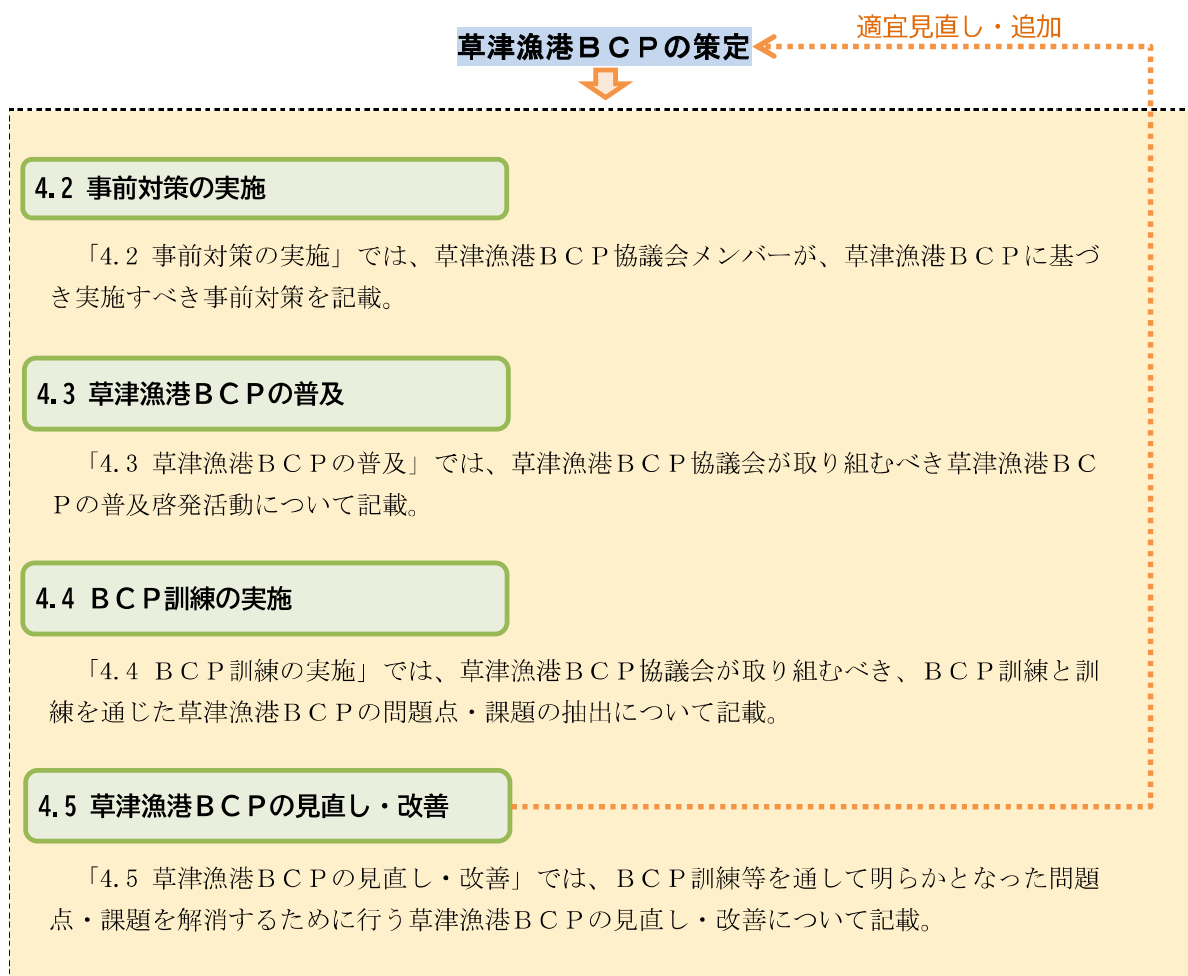 適宜見直し・追加
草津漁港ＢＣＰの策定
4.2 事前対策の実施
「4.2 事前対策の実施」では、草津漁港ＢＣＰ協議会メンバーが、草津漁港ＢＣＰに基づ
き実施すべき事前対策を記載。
4.3 草津漁港ＢＣＰの普及
「4.3 草津漁港ＢＣＰの普及」では、草津漁港ＢＣＰ協議会が取り組むべき草津漁港ＢＣ
Ｐの普及啓発活動について記載。
4.4 ＢＣＰ訓練の実施
「4.4 ＢＣＰ訓練の実施」では、草津漁港ＢＣＰ協議会が取り組むべき、ＢＣＰ訓練と訓
練を通じた草津漁港ＢＣＰの問題点・課題の抽出について記載。
4.5 草津漁港ＢＣＰの見直し・改善
「4.5 草津漁港ＢＣＰの見直し・改善」では、ＢＣＰ訓練等を通して明らかとなった問題
点・課題を解消するために行う草津漁港ＢＣＰの見直し・改善について記載。